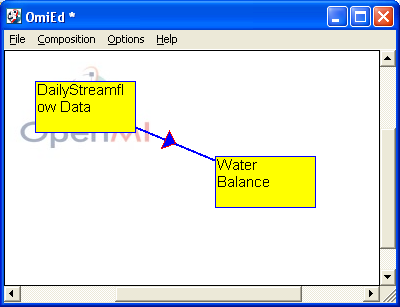 OmiEd *
File Composition Options Help
DailyStreamfl
ow Data
OpenMI
Water
Balance